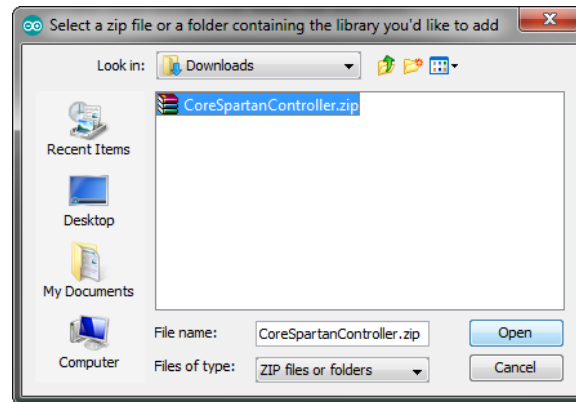 Select a zip file or a folder containing the library you'd like to add
Look in:
Downloads
CoreSpartanController.zip
Recent Items
Desktop
My Documents
Computer
File name:
CoreSpartanController.zip
Open
Files of type:
ZIP files or folders
Cancel